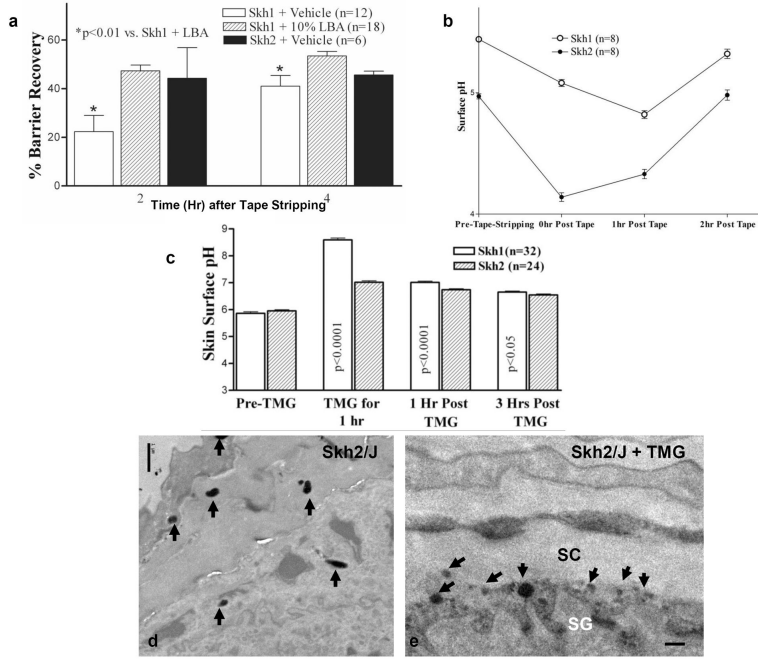 a
Skh1 + Vehicle (n=12)
Skh1 + 10% LBA (n=18)
Skh2 + Vehicle (n=6)
*p<0.01 vs. Skh1 + LBA
% Barrier Recovery
60
40
20
0
*
*
2
4
Time (Hr) after Tape Stripping
b
Skh1 (n=8)
Skh2 (n=8)
Surface pH
5
4
Pre-Tape-Stripping 0hr Post Tape 1hr Post Tape 2hr Post Tape
c
Skh1(n=32)
Skh2 (n=24)
Skin Surface pH
9
8
7
6
5
4
3
p<0.0001
p<0.0001
p<0.05
Pre-TMG
TMG for 1 hr
1 Hr Post TMG
3 Hrs Post TMG
Skh2/J
d
Skh2/J + TMG
SC
SG
e